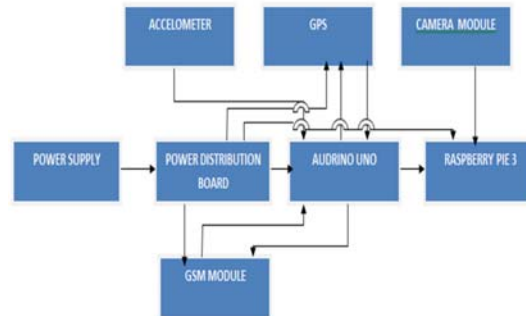 ACCELOMETER
GPS
CAMERA MODULE
POWER SUPPLY
POWER DISTRIBUTION
BOARD
AUDRINO UNO
RASPBERRY PIE 3
GSM MODULE